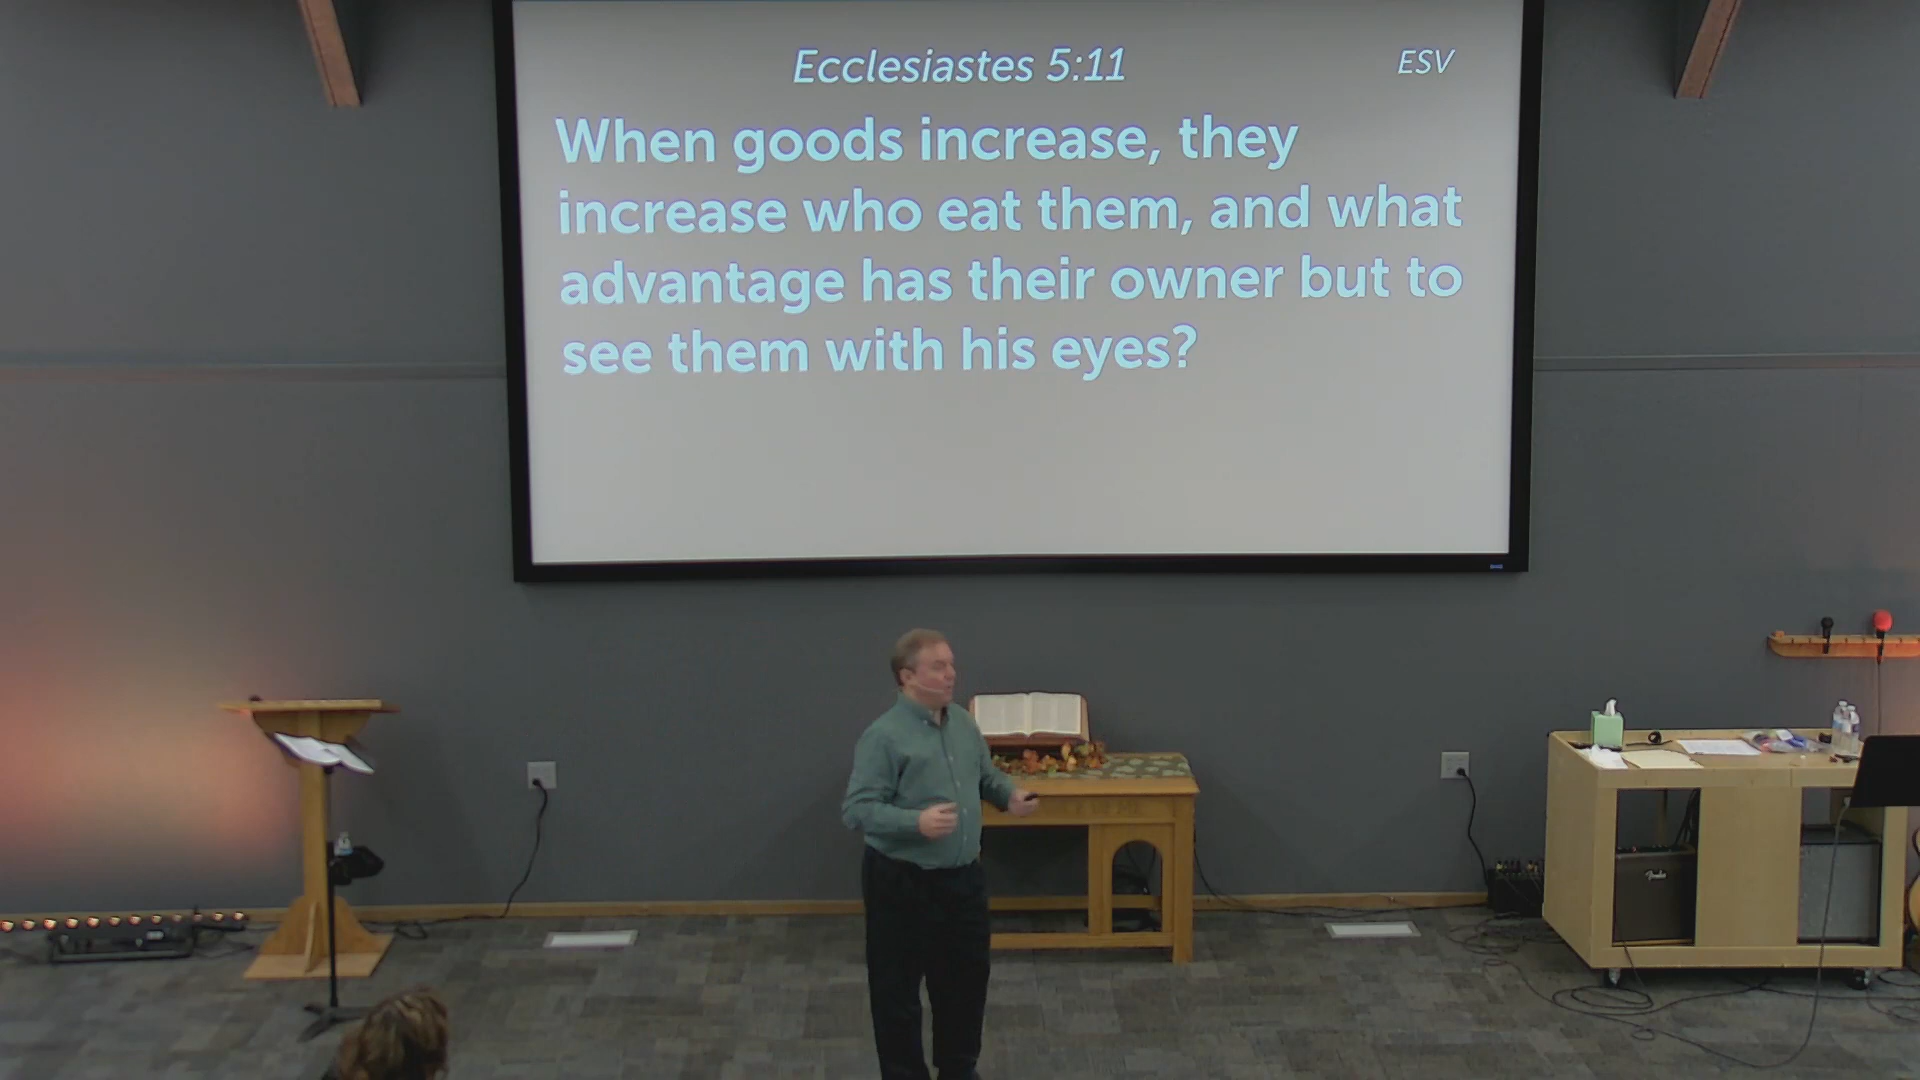 Ecclesiastes 5:11
ESV
When goods increase, they
increase who eat them, and what
advantage has their owner but to
see them with his eyes?
Fender